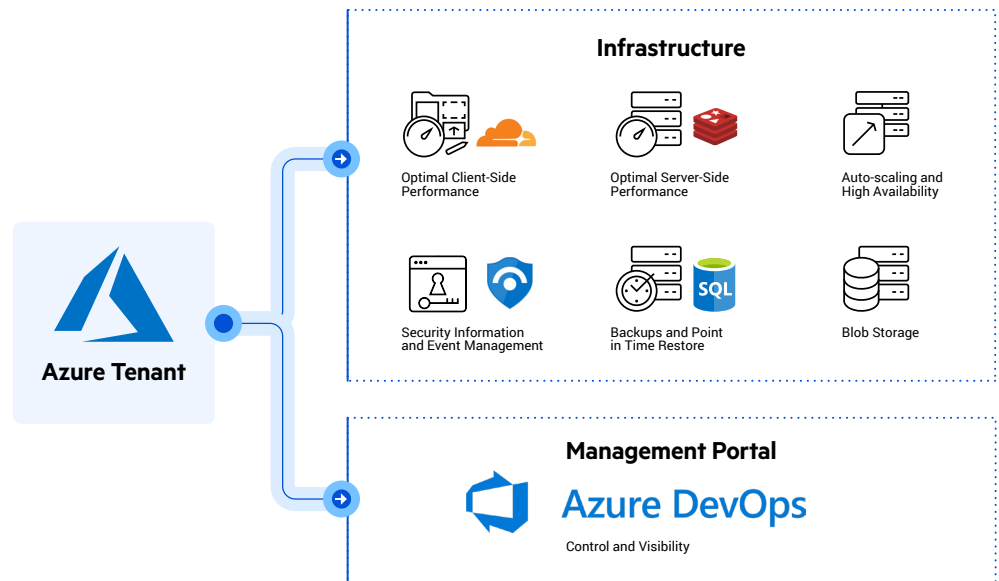 Infrastructure
Optimal Client-Side
Performance
Optimal Server-Side
Performance
Auto-scaling and
High Availability
Azure Tenant
Security Information
and Event Management
SQL
Backups and Point
in Time Restore
Blob Storage
Management Portal
Azure DevOps
Control and Visibility